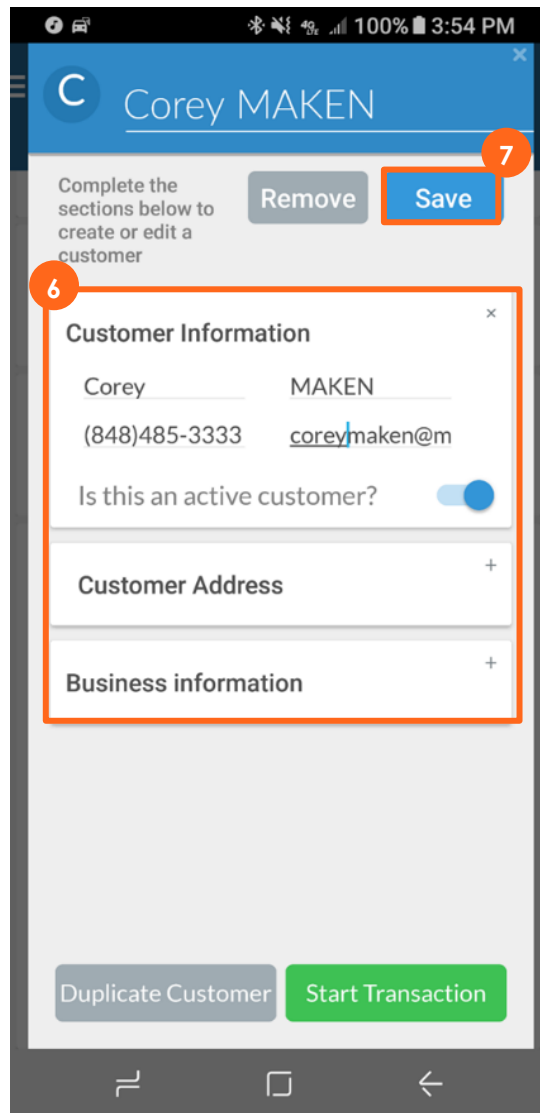 100% 3:54 PM
C
Corey MAKEN
7
Complete the
sections below to
create or edit a
customer
Remove
Save
6
Customer Information
Corey MAKEN
(848)485-3333 coreymaken@m
Is this an active customer?
Customer Address
Business information
Duplicate Customer
Start Transaction